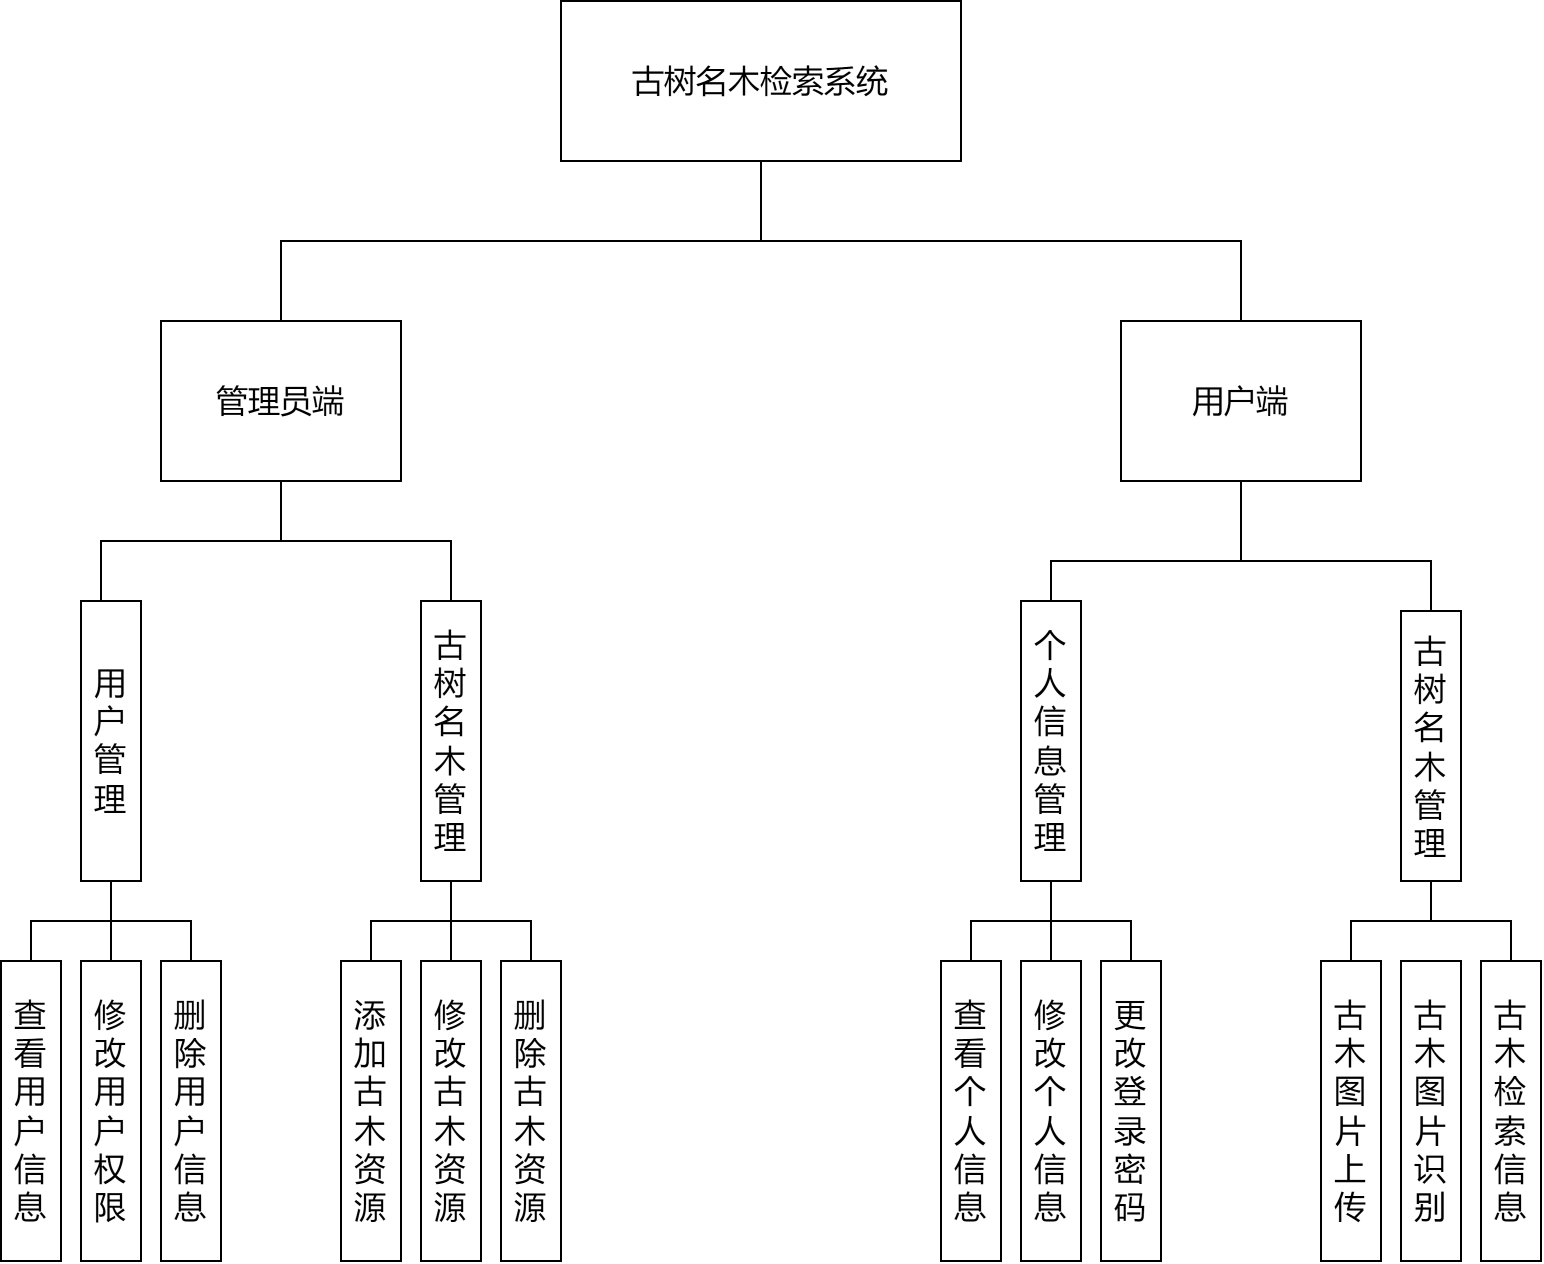 古树名木检索系统
管理员端
用户端
用户管理
古树名木管理
个人信息管理
古树名木管理
查看用户信息
修改用户权限
删除用户信息
添加古木资源
修改古木资源
删除古木资源
查看个人信息
修改个人信息
更改登录密码
古木图片上传
古木图片识别
古木检索信息